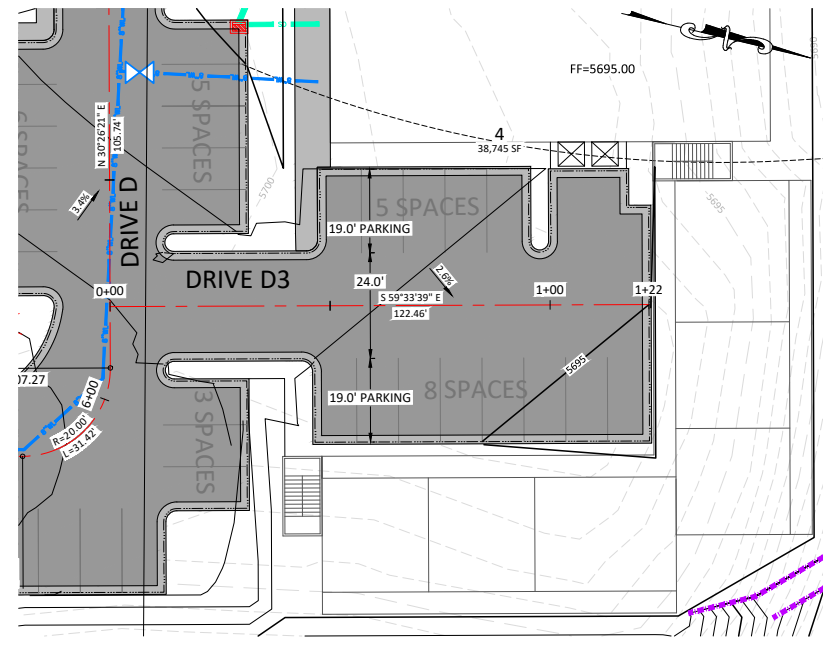 SD
5690
FF=5695.00
4
38,745 SF
N 30°26'21" E
105.74'
5 SPACES
SPACES
5700
3.4%
DRIVE D
5695
5 SPACES
19.0' PARKING
DRIVE D3
24.0'
2.6%
0+00
S 59°33'39" E
122.46'
1+00
1+22
07.27
5695
6+00
R=20.00'
L=31.42'
3 SPACES
19.0' PARKING
8 SPACES